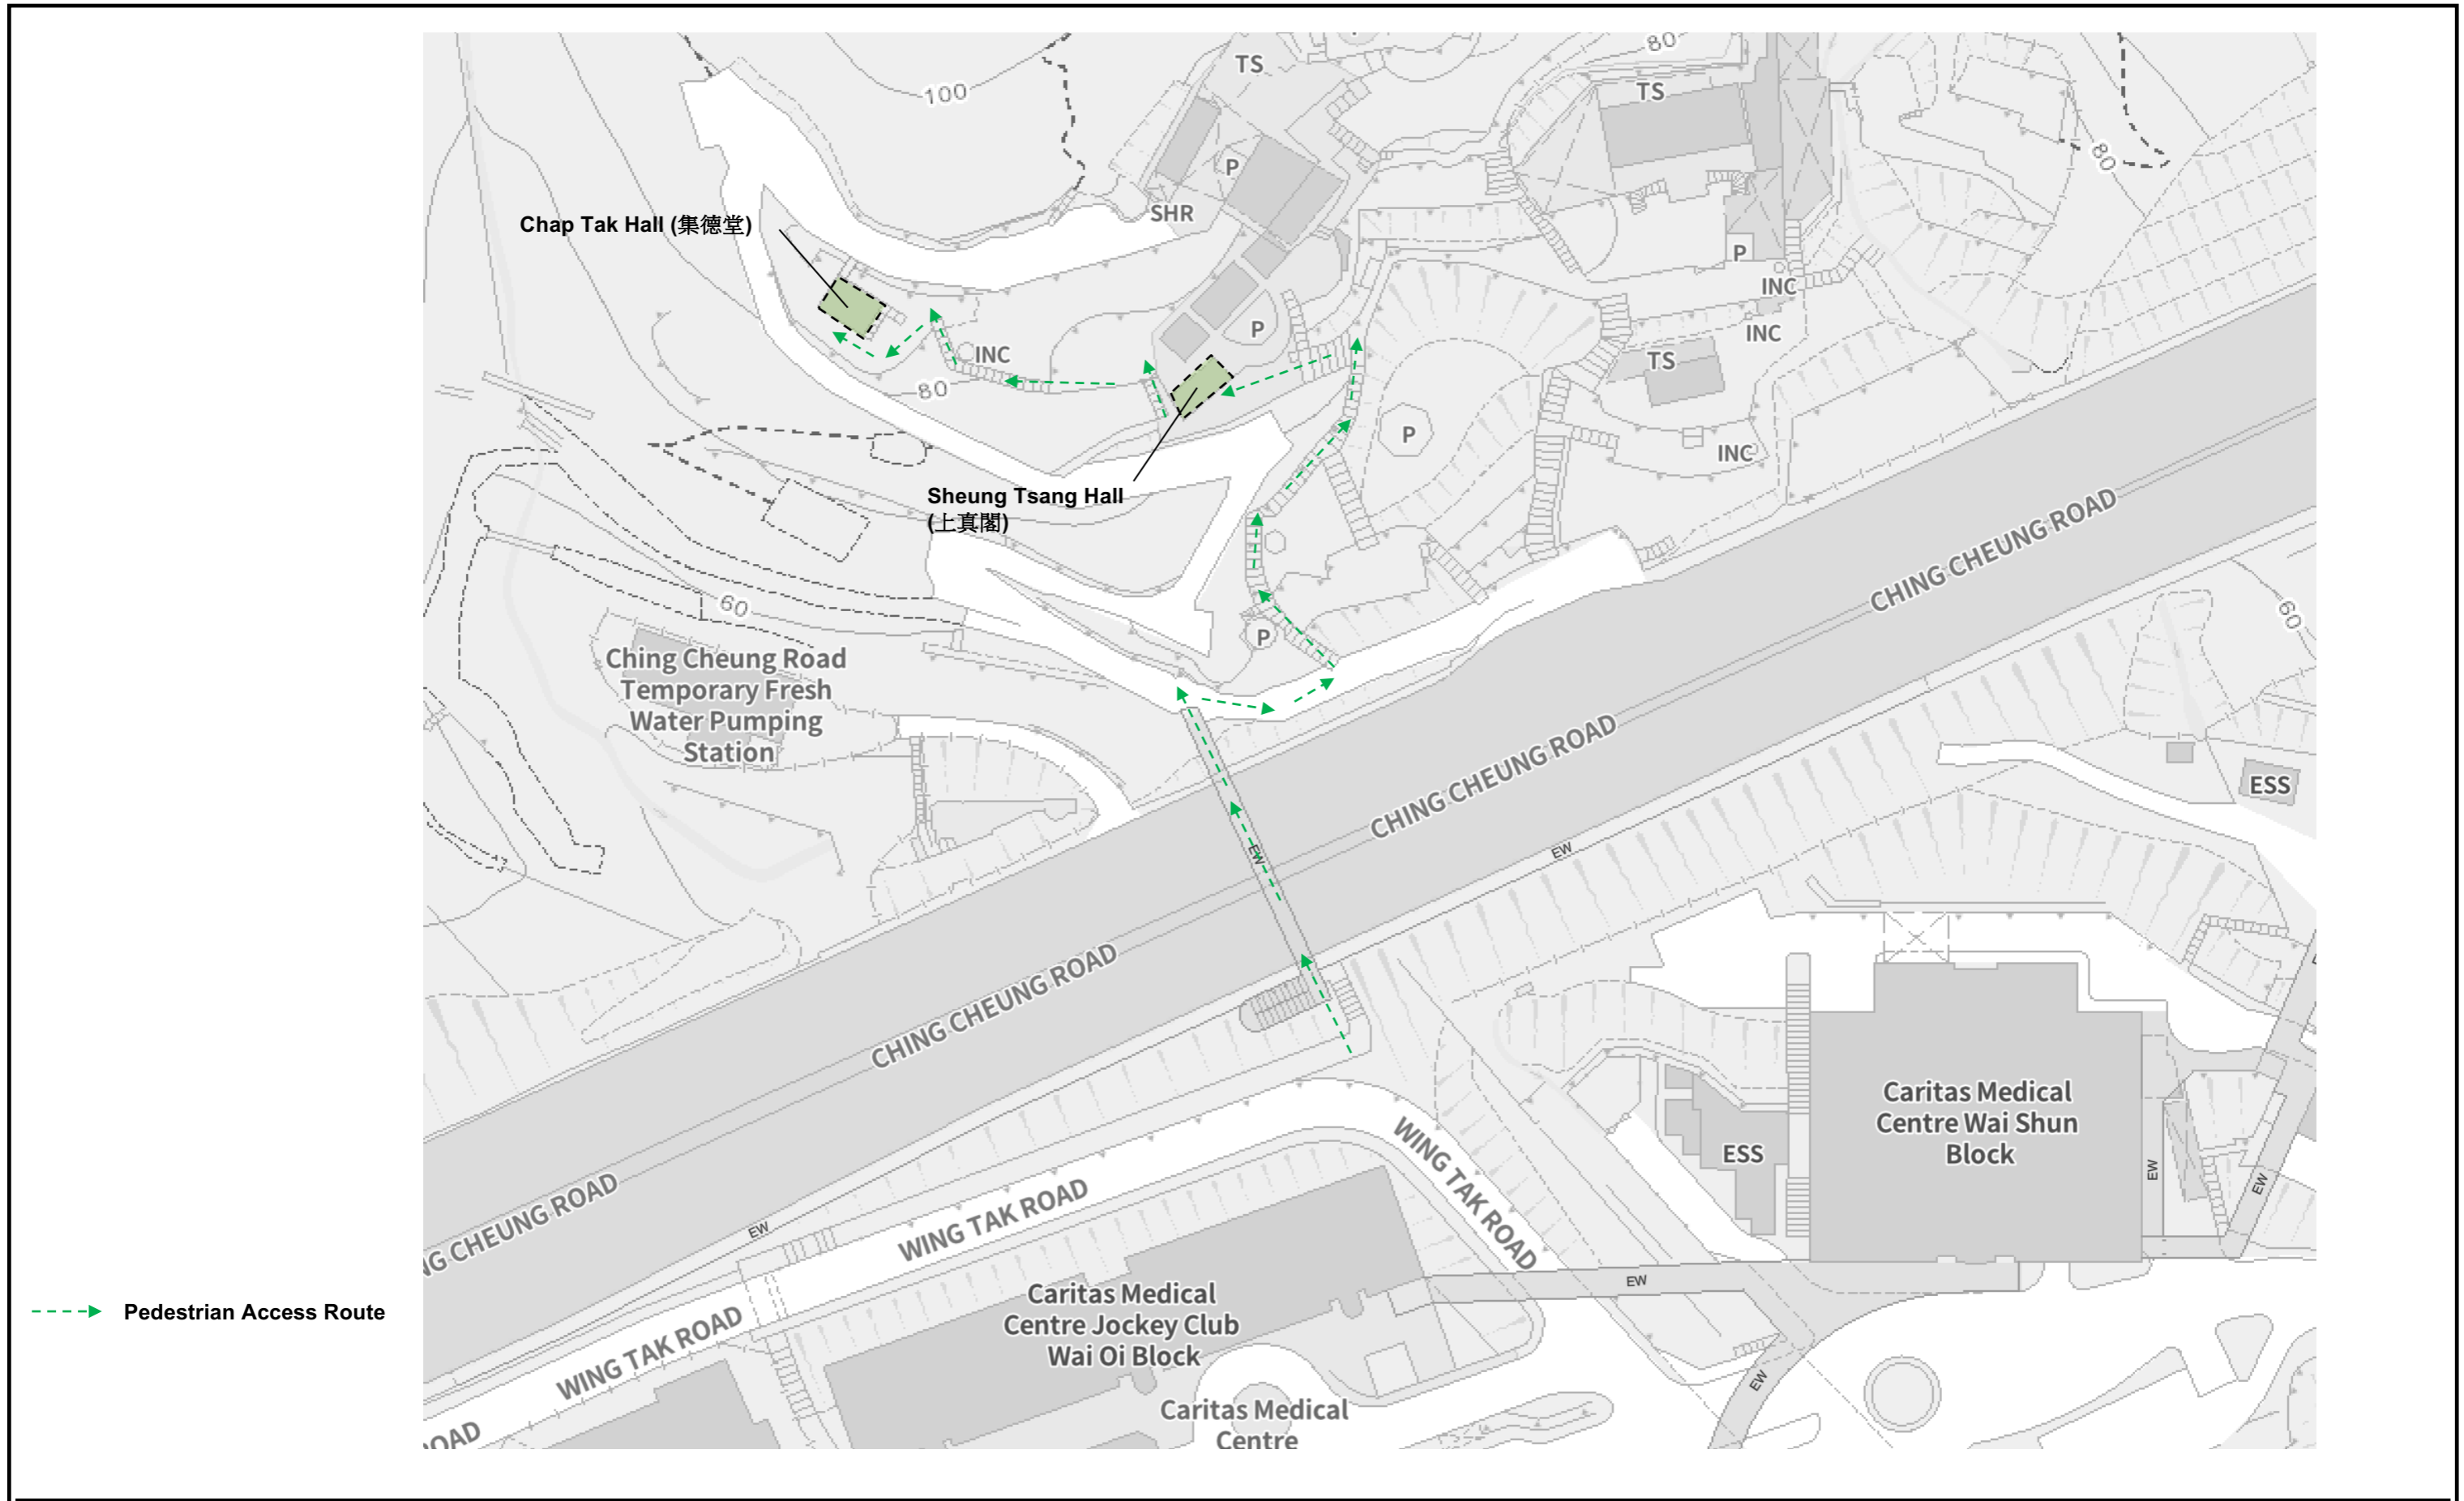 TS
80
TS
100
P
80
SHR
Chap Tak Hall (集德堂)
P
INC
P
INC
INC
TS
80
P
INC
Sheung Tsang Hall
(上真閣)
CHING CHEUNG ROAD
60
60
P
Ching Cheung Road
Temporary Fresh
Water Pumping
Station
CHING CHEUNG ROAD
ESS
EW
EW
CHING CHEUNG ROAD
Caritas Medical
Centre Wai Shun
Block
WING TAK ROAD
ESS
EW
EW
NG CHEUNG ROAD
EW
WING TAK ROAD
EW
Caritas Medical
Centre Jockey Club
Wai Oi Block
Pedestrian Access Route
WING TAK ROAD
EW
Caritas Medical
Centre
OAD